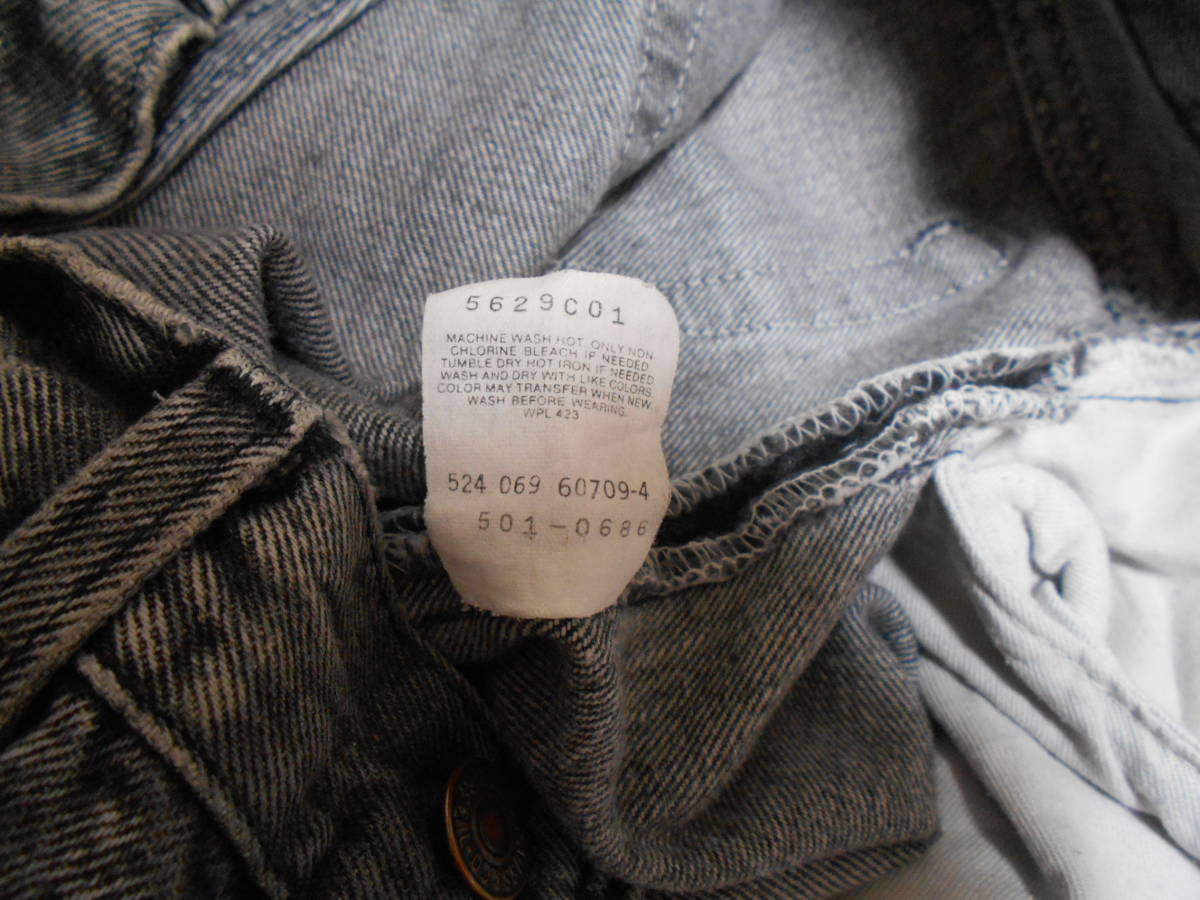 5629C01
MACHINE WASH HOT. ONLY NON-
CHLORINE BLEACH IF NEEDED
TUMBLE DRY HOT IRON IF NEEDED
WASH AND DRY WITH LIKE COLORS.
COLOR MAY TRANSFER WHEN NEW
WASH BEFORE WEARING.
WPL 423
524 069 60709-4
501-0686